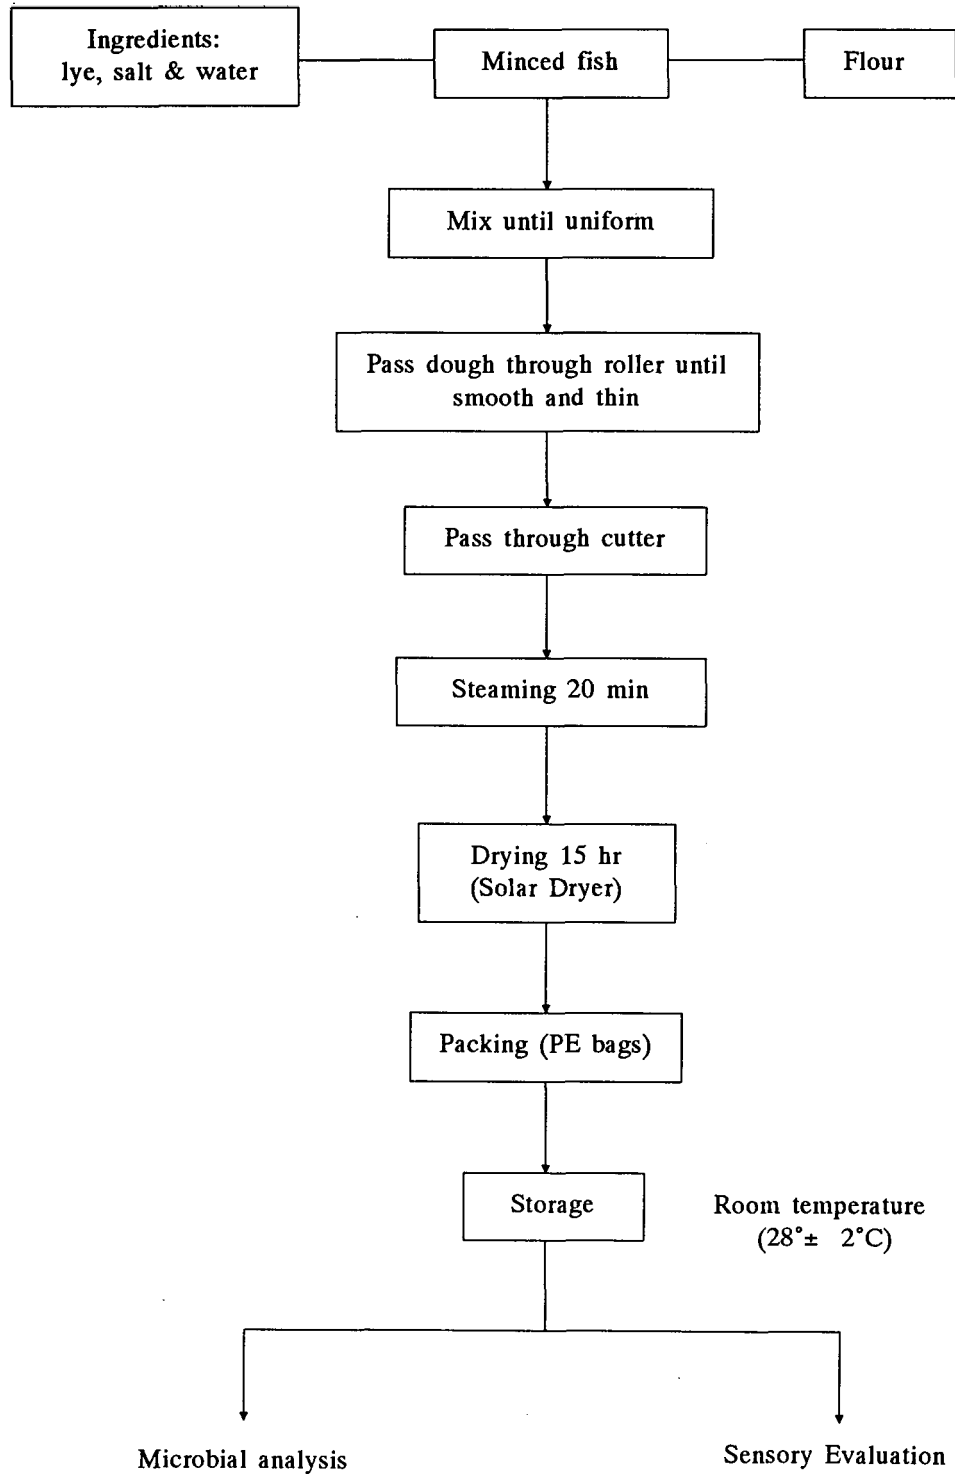 Ingredients:
lye, salt & water
Minced fish
Flour
Mix until uniform
Pass dough through roller until
smooth and thin
Pass through cutter
Steaming 20 min
Drying 15 hr
(Solar Dryer)
Packing (PE bags)
Storage
Room temperature
(28°± 2°C)
Microbial analysis
Sensory Evaluation